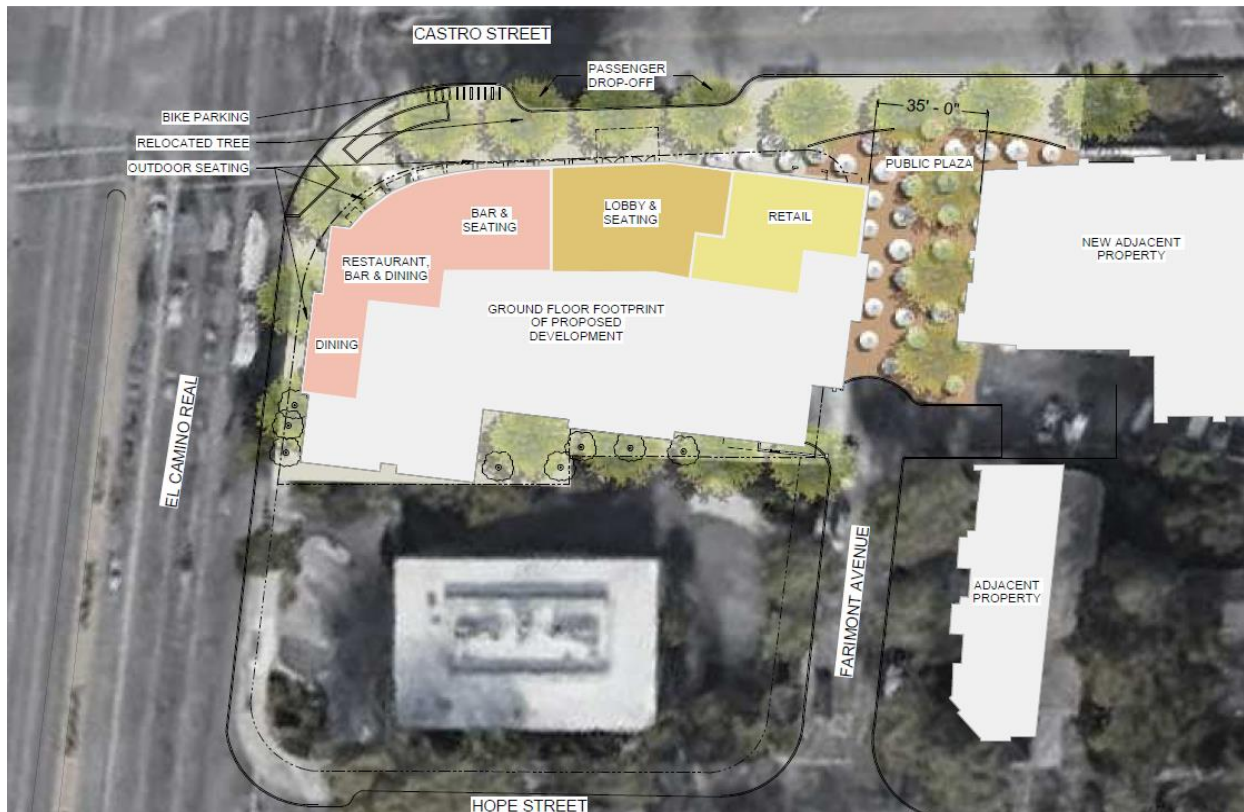 CASTRO STREET
PASSENGER
DROP-OFF
BIKE PARKING
RELOCATED TREE
OUTDOOR SEATING
35' - 0"
PUBLIC PLAZA
BAR &
SEATING
LOBBY &
SEATING
RETAIL
RESTAURANT,
BAR & DINING
DINING
GROUND FLOOR FOOTPRINT
OF PROPOSED
DEVELOPMENT
NEW ADJACENT
PROPERTY
EL CAMINO REAL
FARIMONT AVENUE
ADJACENT
PROPERTY
HOPE STREET